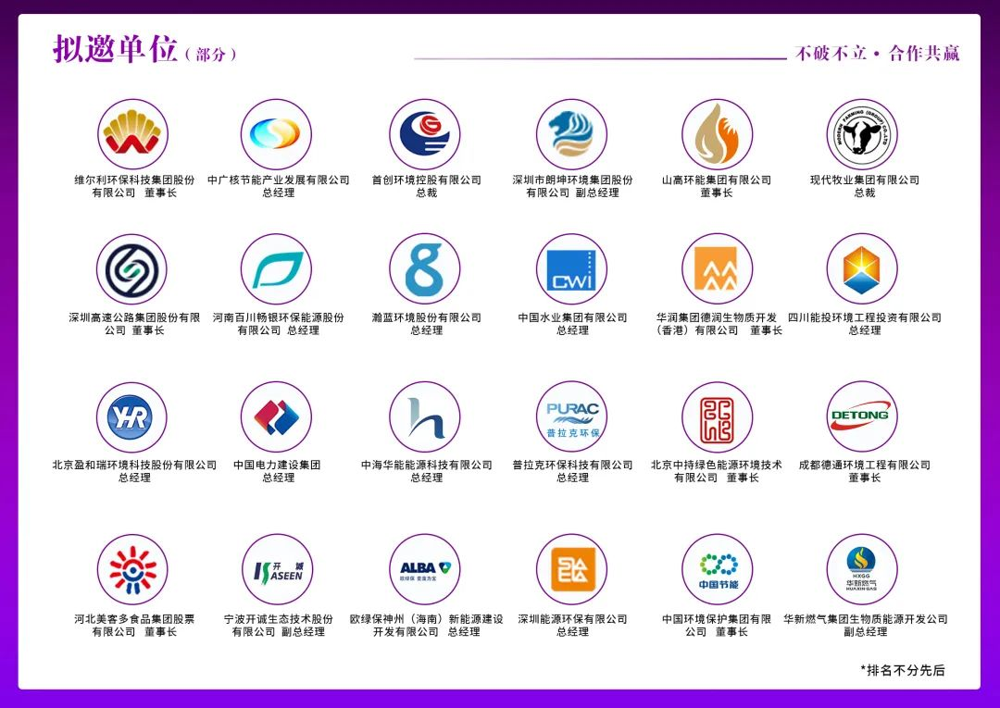 拟邀单位（部分）
不破不立·合作共赢
MODERN FARMING (GROUP) CO.,LTD
维尔利环保科技集团股份
有限公司 董事长
中广核节能产业发展有限公司
总经理
首创环境控股有限公司
总裁
深圳市朗坤环境集团股份
有限公司 副总经理
山高环能集团有限公司
董事长
现代牧业集团有限公司
总裁
深圳高速公路集团股份有限
公司 董事长
河南百川畅银环保能源股份
有限公司 总经理
瀚蓝环境股份有限公司
总经理
CWi
中国水业集团有限公司
总经理
华润集团德润生物质开发
（香港）有限公司 董事长
四川能投环境工程投资有限公司
总经理
YHR
北京盈和瑞环境科技股份有限公司
总经理
中国电力建设集团
总经理
中海华能能源科技有限公司
总经理
PURAC
普拉克环保
普拉克环保科技有限公司
总经理
北京中持绿色能源环境技术
有限公司 董事长
DETONG
成都德通环境工程有限公司
董事长
河北美客多食品集团股票
有限公司 董事长
开诚
KASEEN
宁波开诚生态技术股份
有限公司 副总经理
ALBA
欧绿保 变废为宝
欧绿保神州（海南）新能源建设
开发有限公司 总经理
深圳能源环保有限公司
总经理
中国节能
中国环境保护集团有限
公司 董事长
HXGG
华新燃气
HUAXIN GAS
华新燃气集团生物质能源开发公司
副总经理
*排名不分先后